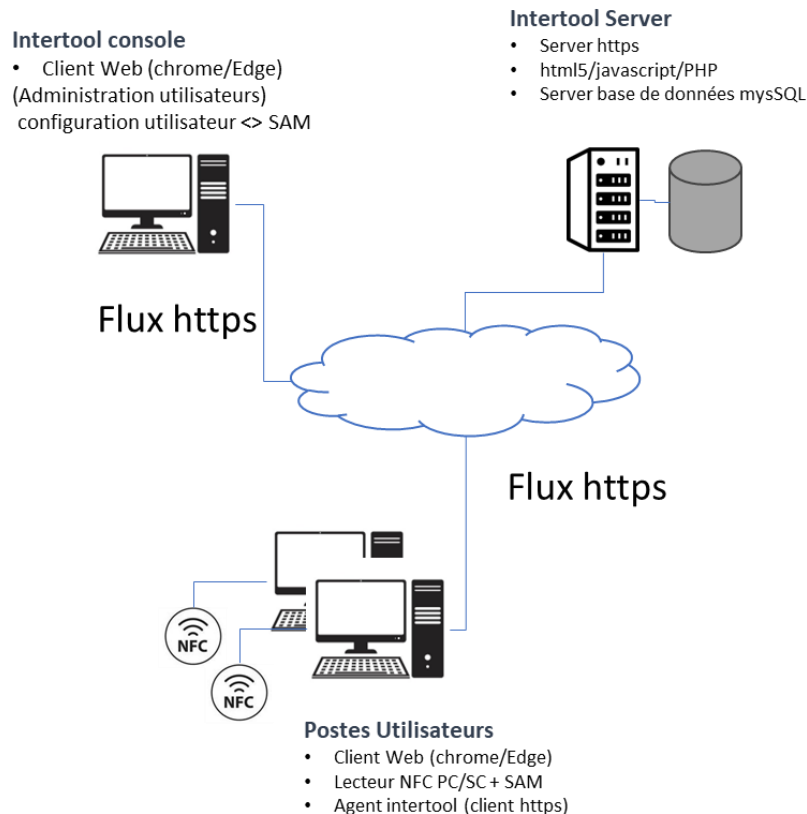 Intertool console
• Client Web (chrome/Edge)
(Administration utilisateurs)
configuration utilisateur <> SAM
Intertool Server
• Server https
• html5/javascript/PHP
• Server base de données mysSQL
Flux https
Flux https
NFC
NFC
Postes Utilisateurs
• Client Web (chrome/Edge)
• Lecteur NFC PC/SC + SAM
• Agent intertool (client https)